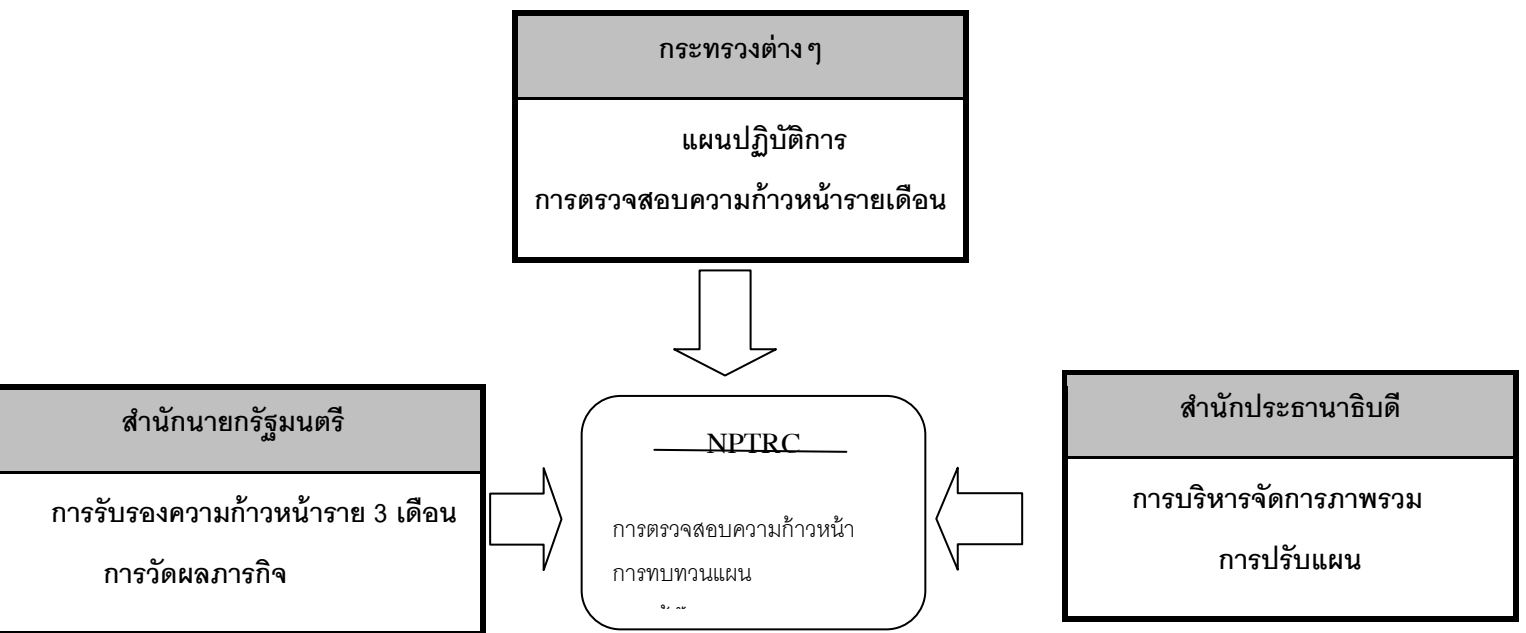 กระทรวงต่างๆ
แผนปฏิบัติการ
การตรวจสอบความก้าวหน้ารายเดือน
สำนักนายกรัฐมนตรี
การรับรองความก้าวหน้าราย 3 เดือน
การวัดผลภารกิจ
NPTRC
การตรวจสอบความก้าวหน้า
การทบทวนแผน
สำนักประธานาธิบดี
การบริหารจัดการภาพรวม
การปรับแผน